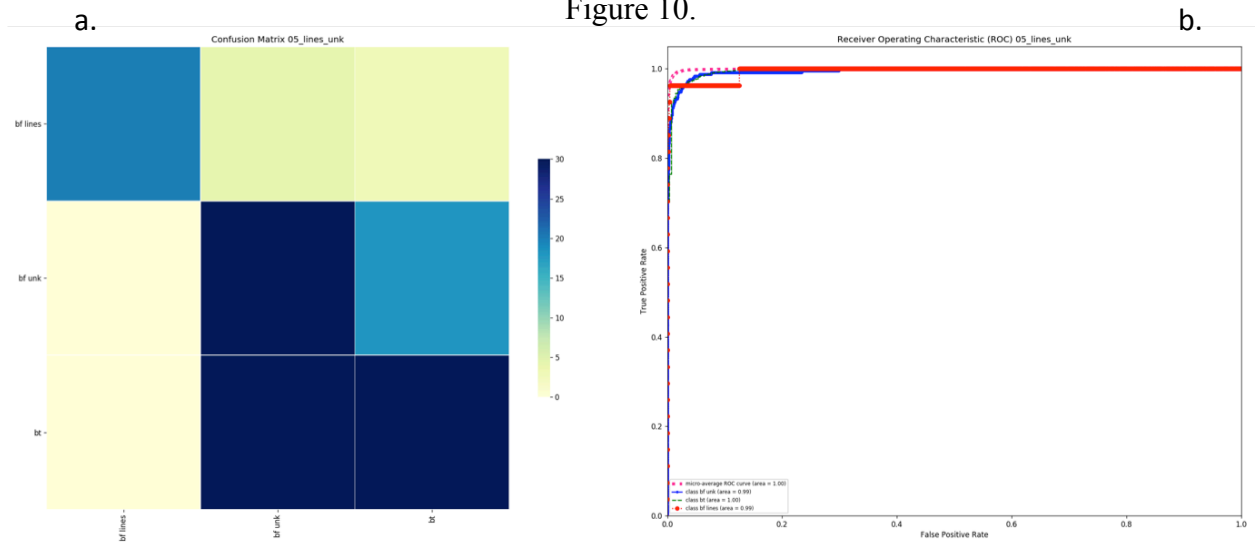 Figure 10.
a.
Confusion Matrix 05_lines_unk
bf lines
bf unk
bt
bf lines
bf unk
bt
30
25
20
15
10
5
0
b.
Receiver Operating Characteristic (ROC) 05_lines_unk
True Positive Rate
1.0
0.8
0.6
0.4
0.2
0.0
micro-average ROC curve (area = 1.00)
class bf unk (area = 0.99)
class bt (area = 1.00)
class bf lines (area = 0.99)
0.0
0.2
0.4
0.6
0.8
1.0
False Positive Rate